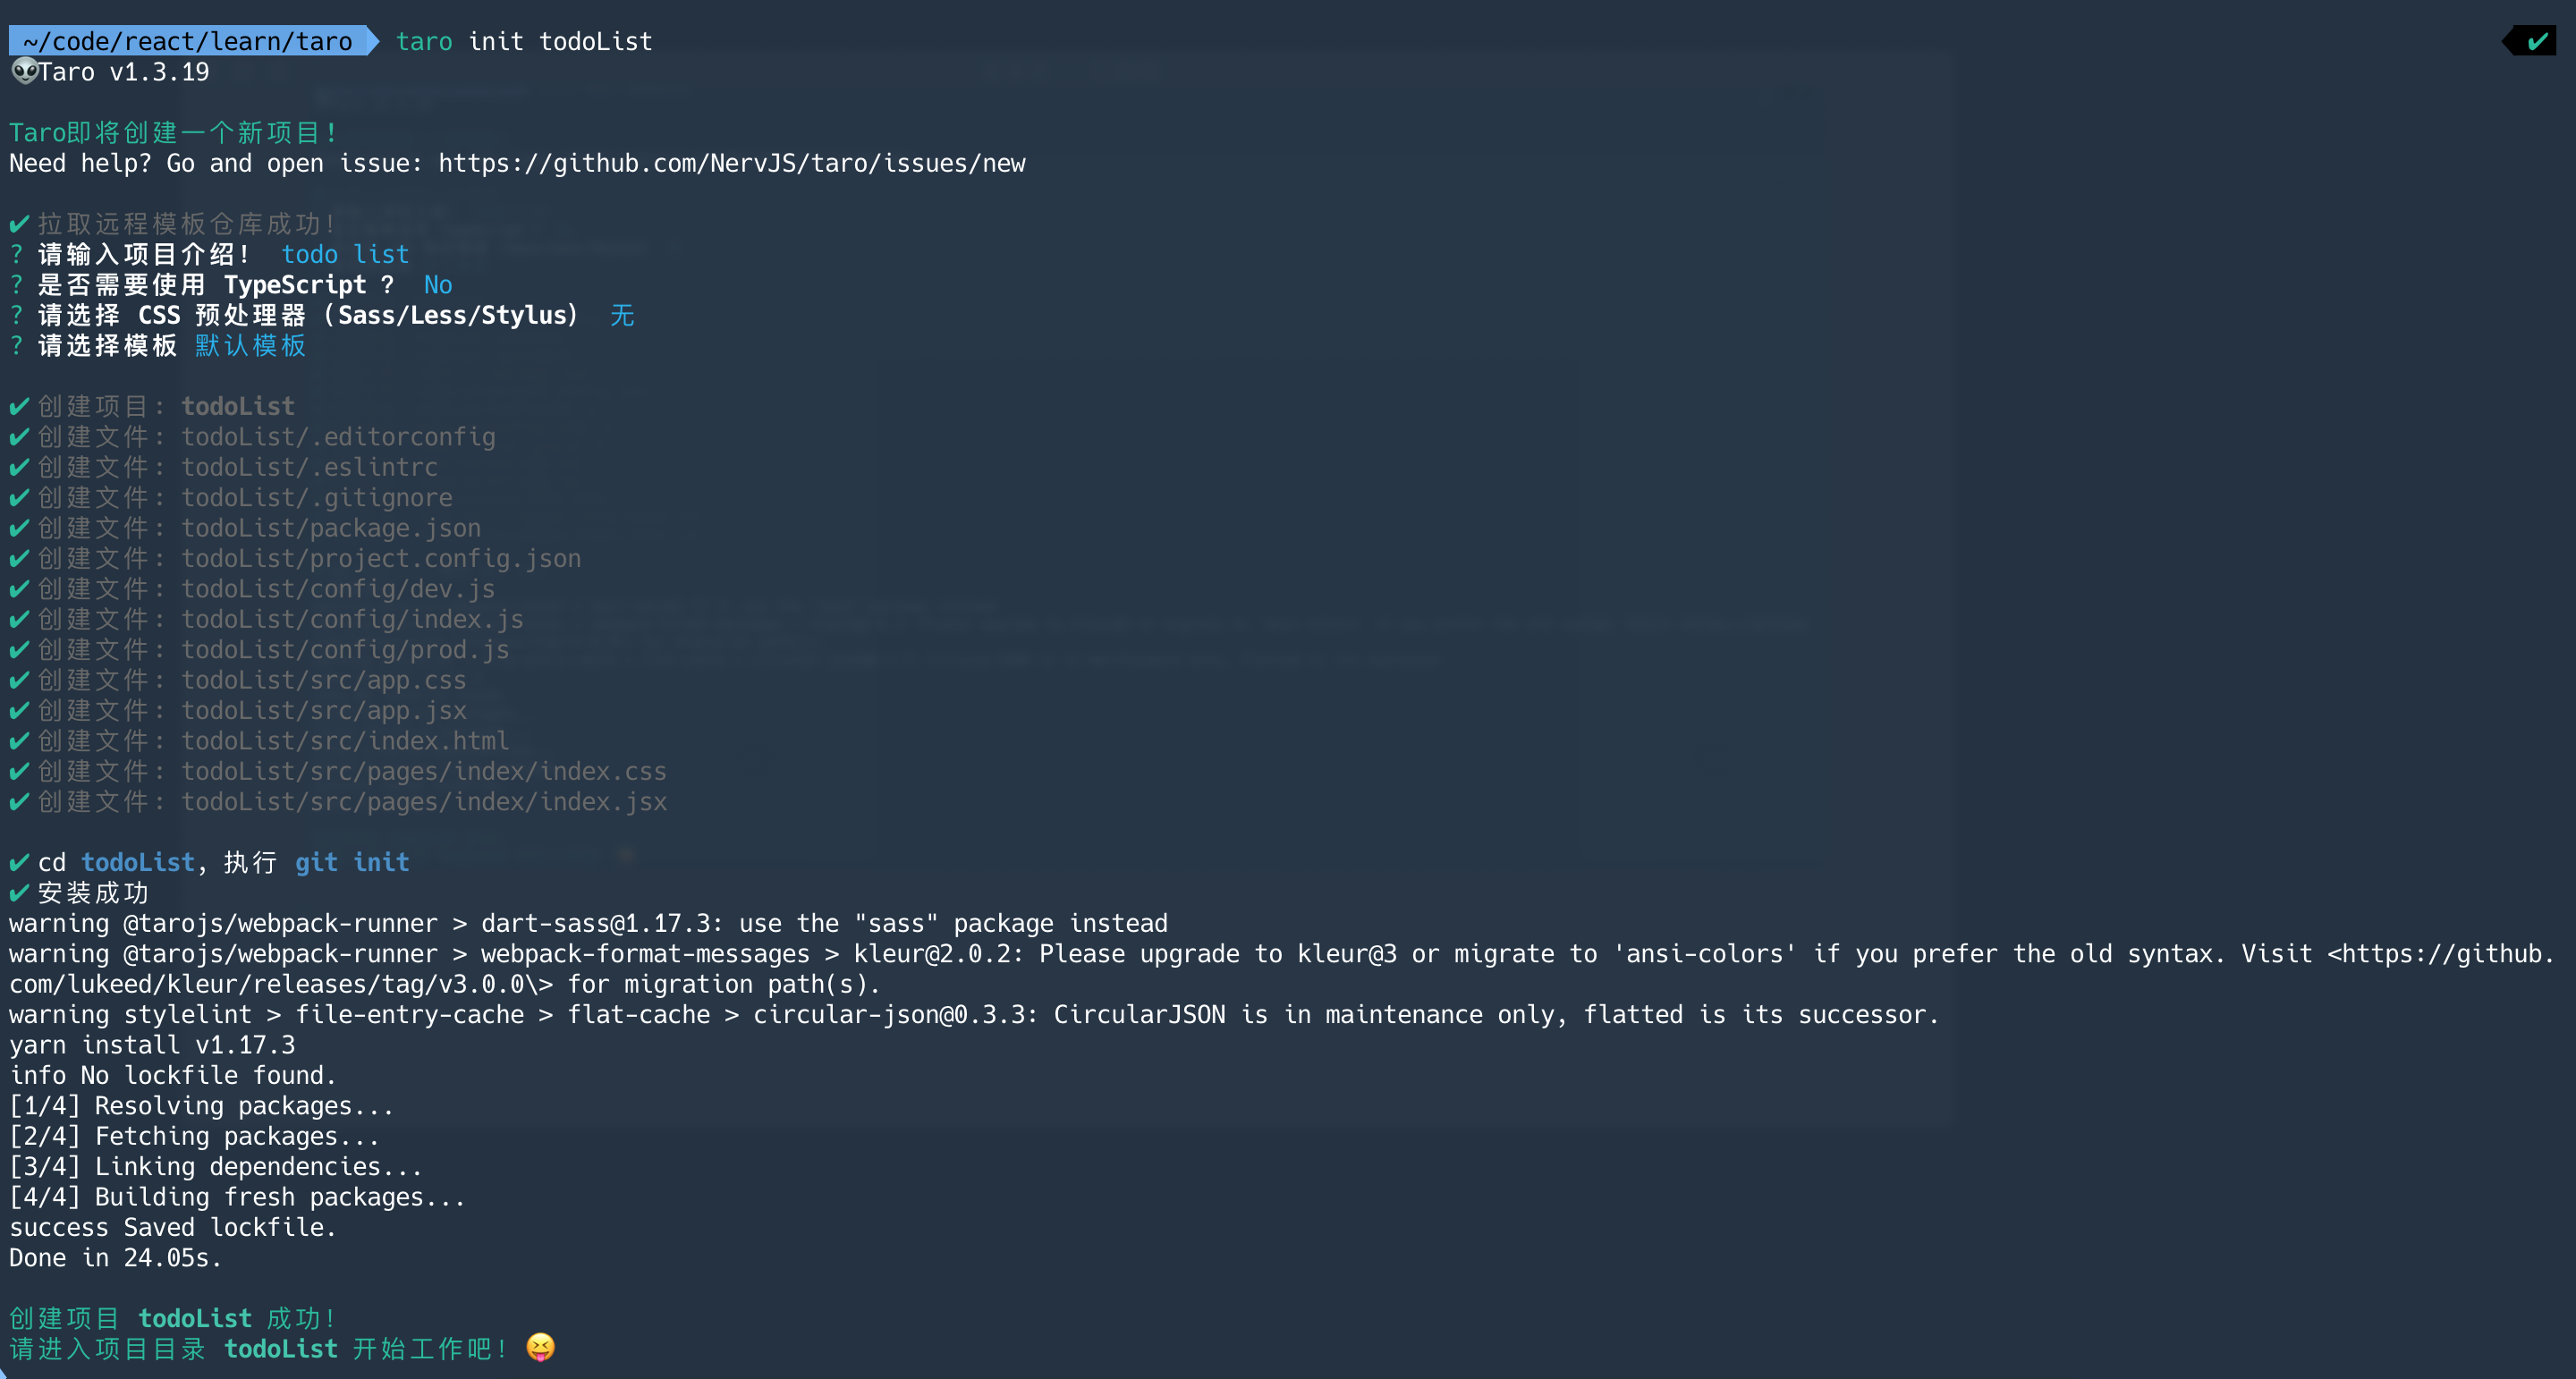 ~/code/react/learn/taro taro init todoList ✔
👽Taro v1.3.19
Taro即将创建一个新项目!
Need help? Go and open issue: https://github.com/NervJS/taro/issues/new
✔ 拉取远程模板仓库成功!
? 请输入项目介绍! todo list
? 是否需要使用 TypeScript ? No
? 请选择 CSS 预处理器（Sass/Less/Stylus） 无
? 请选择模板 默认模板
✔ 创建项目: todoList
✔ 创建文件: todoList/.editorconfig
✔ 创建文件: todoList/.eslintrc
✔ 创建文件: todoList/.gitignore
✔ 创建文件: todoList/package.json
✔ 创建文件: todoList/project.config.json
✔ 创建文件: todoList/config/dev.js
✔ 创建文件: todoList/config/index.js
✔ 创建文件: todoList/config/prod.js
✔ 创建文件: todoList/src/app.css
✔ 创建文件: todoList/src/app.jsx
✔ 创建文件: todoList/src/index.html
✔ 创建文件: todoList/src/pages/index/index.css
✔ 创建文件: todoList/src/pages/index/index.jsx
✔ cd todoList, 执行 git init
✔ 安装成功
warning @tarojs/webpack-runner > dart-sass@1.17.3: use the "sass" package instead
warning @tarojs/webpack-runner > webpack-format-messages > kleur@2.0.2: Please upgrade to kleur@3 or migrate to 'ansi-colors' if you prefer the old syntax. Visit <https://github.
com/lukeed/kleur/releases/tag/v3.0.0\> for migration path(s).
warning stylelint > file-entry-cache > flat-cache > circular-json@0.3.3: CircularJSON is in maintenance only, flatted is its successor.
yarn install v1.17.3
info No lockfile found.
[1/4] Resolving packages...
[2/4] Fetching packages...
[3/4] Linking dependencies...
[4/4] Building fresh packages...
success Saved lockfile.
Done in 24.05s.
创建项目 todoList 成功!
请进入项目目录 todoList 开始工作吧! 😝